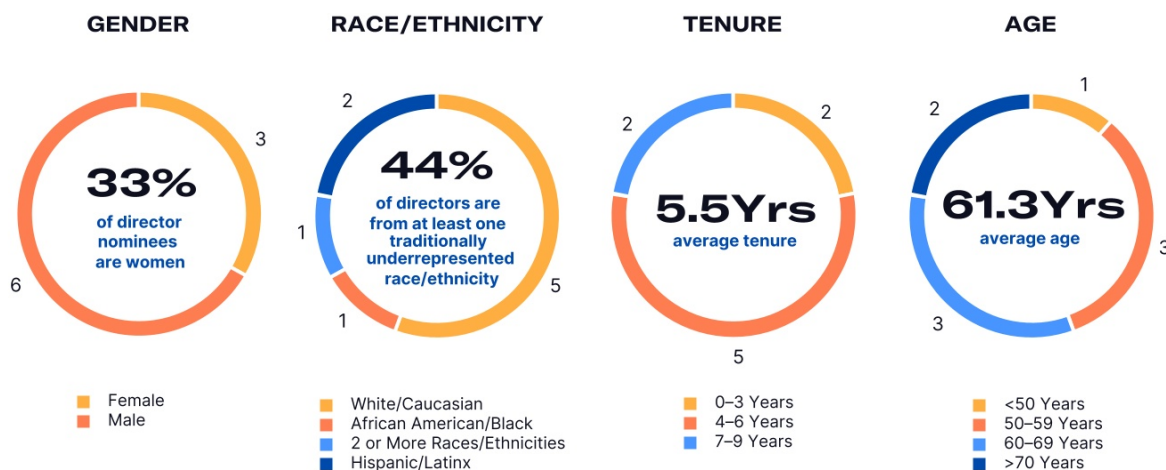 GENDER
3
33%
of director
nominees
are women
6
Female
Male
RACE/ETHNICITY
2
44%
of directors are
from at least one
traditionally
underrepresented
race/ethnicity
1
1
5
White/Caucasian
African American/Black
2 or More Races/Ethnicities
Hispanic/Latinx
TENURE
2
2
5.5Yrs
average tenure
5
0–3 Years
4–6 Years
7–9 Years
AGE
1
2
61.3Yrs
average age
3
3
<50 Years
50–59 Years
60–69 Years
>70 Years